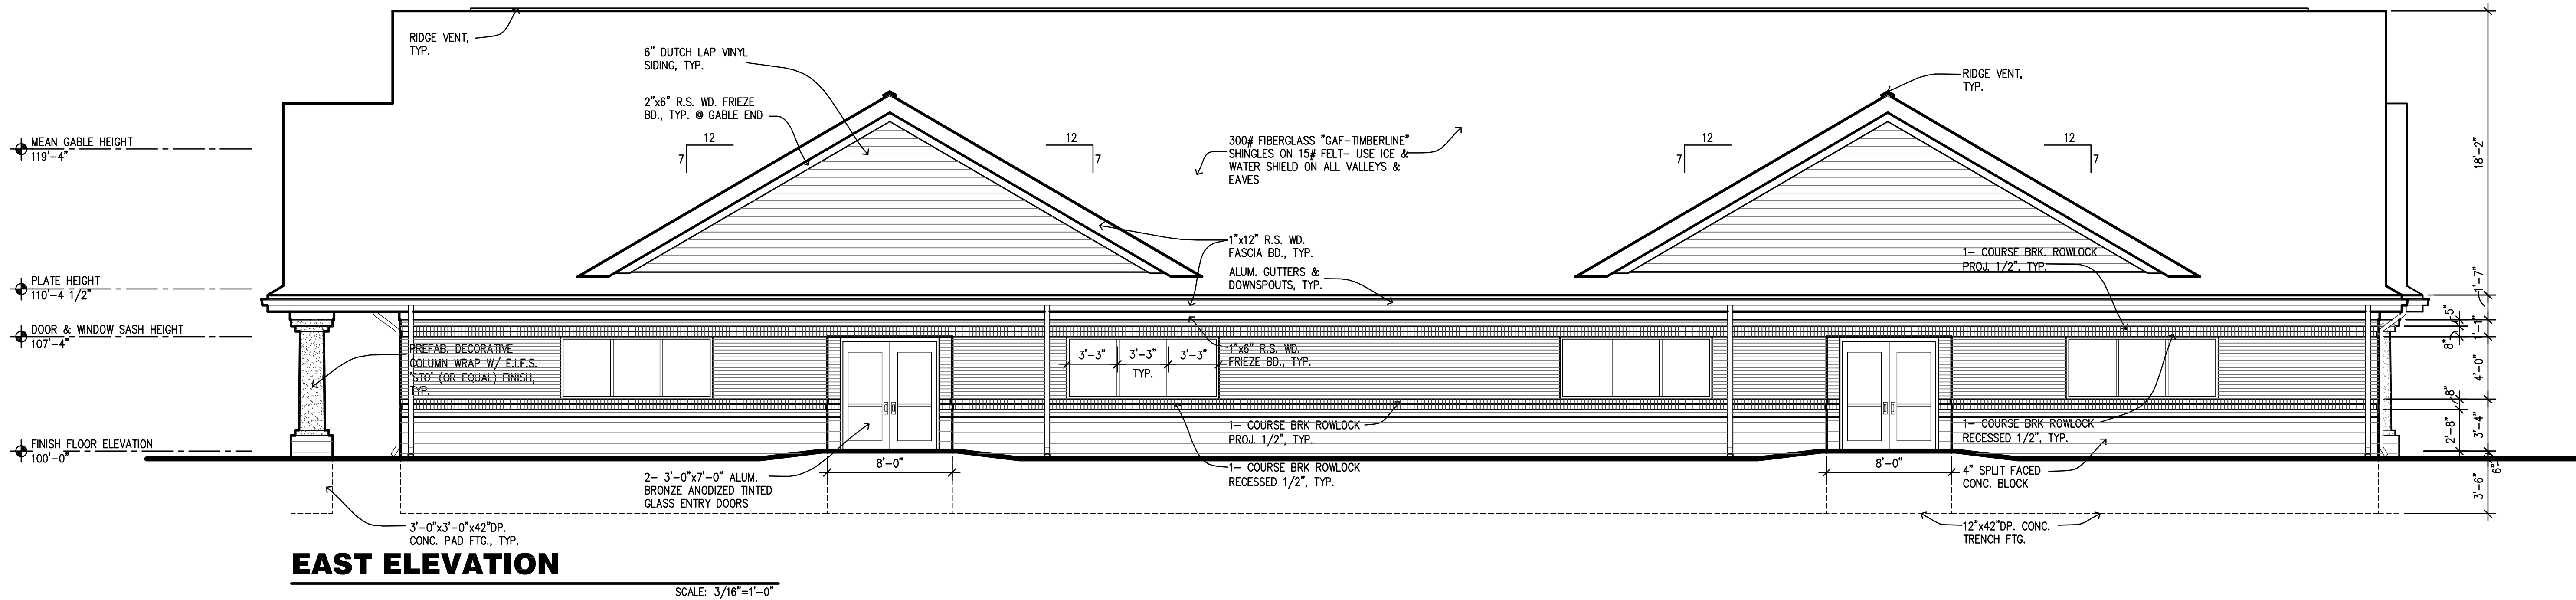 RIDGE VENT,
TYP.
6" DUTCH LAP VINYL
SIDING, TYP.
2"x6" R.S. WD. FRIEZE
BD., TYP. @ GABLE END
12
7
12
7
300# FIBERGLASS "GAF-TIMBERLINE"
SHINGLES ON 15# FELT- USE ICE &
WATER SHIELD ON ALL VALLEYS &
EAVES
RIDGE VENT,
TYP.
12
7
12
7
18'-2"
MEAN GABLE HEIGHT
119'-4"
1"x12" R.S. WD.
FASCIA BD., TYP.
ALUM. GUTTERS &
DOWNSPOUTS, TYP.
1- COURSE BRK. ROWLOCK
PROJ. 1/2", TYP.
PLATE HEIGHT
110'-4 1/2"
1'-7"
5"
1'-1"
8"
DOOR & WINDOW SASH HEIGHT
107'-4"
PREFAB. DECORATIVE
COLUMN WRAP W/ E.I.F.S.
'STO' (OR EQUAL) FINISH,
TYP.
3'-3"
3'-3"
3'-3"
TYP.
1"x6" R.S. WD.
FRIEZE BD., TYP.
4'-0"
8"
1- COURSE BRK ROWLOCK
PROJ. 1/2", TYP.
1- COURSE BRK ROWLOCK
RECESSED 1/2", TYP.
2'-8"
3'-4"
FINISH FLOOR ELEVATION
100'-0"
8'-0"
1- COURSE BRK ROWLOCK
RECESSED 1/2", TYP.
8'-0"
4" SPLIT FACED
CONC. BLOCK
6"
3'-6"
2- 3'-0"x7'-0" ALUM.
BRONZE ANODIZED TINTED
GLASS ENTRY DOORS
3'-0"x3'-0"x42"DP.
CONC. PAD FTG., TYP.
12"x42"DP. CONC.
TRENCH FTG.
EAST ELEVATION
SCALE: 3/16"=1'-0"